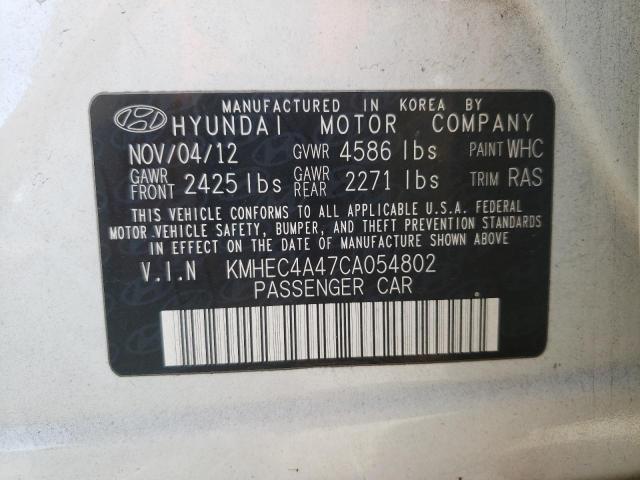 MANUFACTURED IN KOREA BY
HYUNDAI MOTOR COMPANY
NOV/04/12 GVWR 4586 lbs PAINT WHC
GAWR FRONT 2425 lbs GAWR REAR 2271 lbs TRIM RAS
THIS VEHICLE CONFORMS TO ALL APPLICABLE U.S.A. FEDERAL
MOTOR VEHICLE SAFETY, BUMPER, AND THEFT PREVENTION STANDARDS
IN EFFECT ON THE DATE OF MANUFACTURE SHOWN ABOVE
V.I.N KMHEC4A47CA054802
PASSENGER CAR